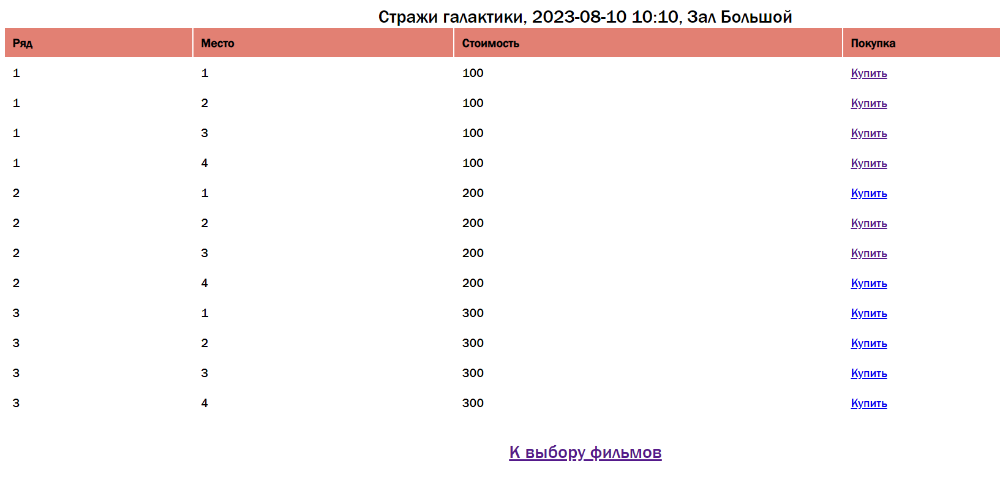 Стражи галактики, 2023-08-10 10:10, Зал Большой
Ряд Место Стоимость Покупка
1 1 100 Купить
1 2 100 Купить
1 3 100 Купить
1 4 100 Купить
2 1 200 Купить
2 2 200 Купить
2 3 200 Купить
2 4 200 Купить
3 1 300 Купить
3 2 300 Купить
3 3 300 Купить
3 4 300 Купить
К выбору фильмов